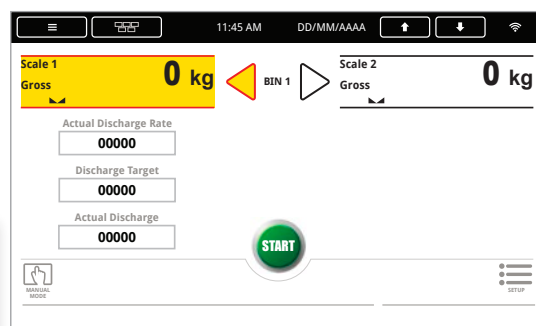 11:45 AM DD/MM/AAAA
Scale 1
Gross
0 kg
BIN 1
Scale 2
Gross
0 kg
Actual Discharge Rate
00000
Discharge Target
00000
Actual Discharge
00000
START
MANUAL
MODE
SETUP